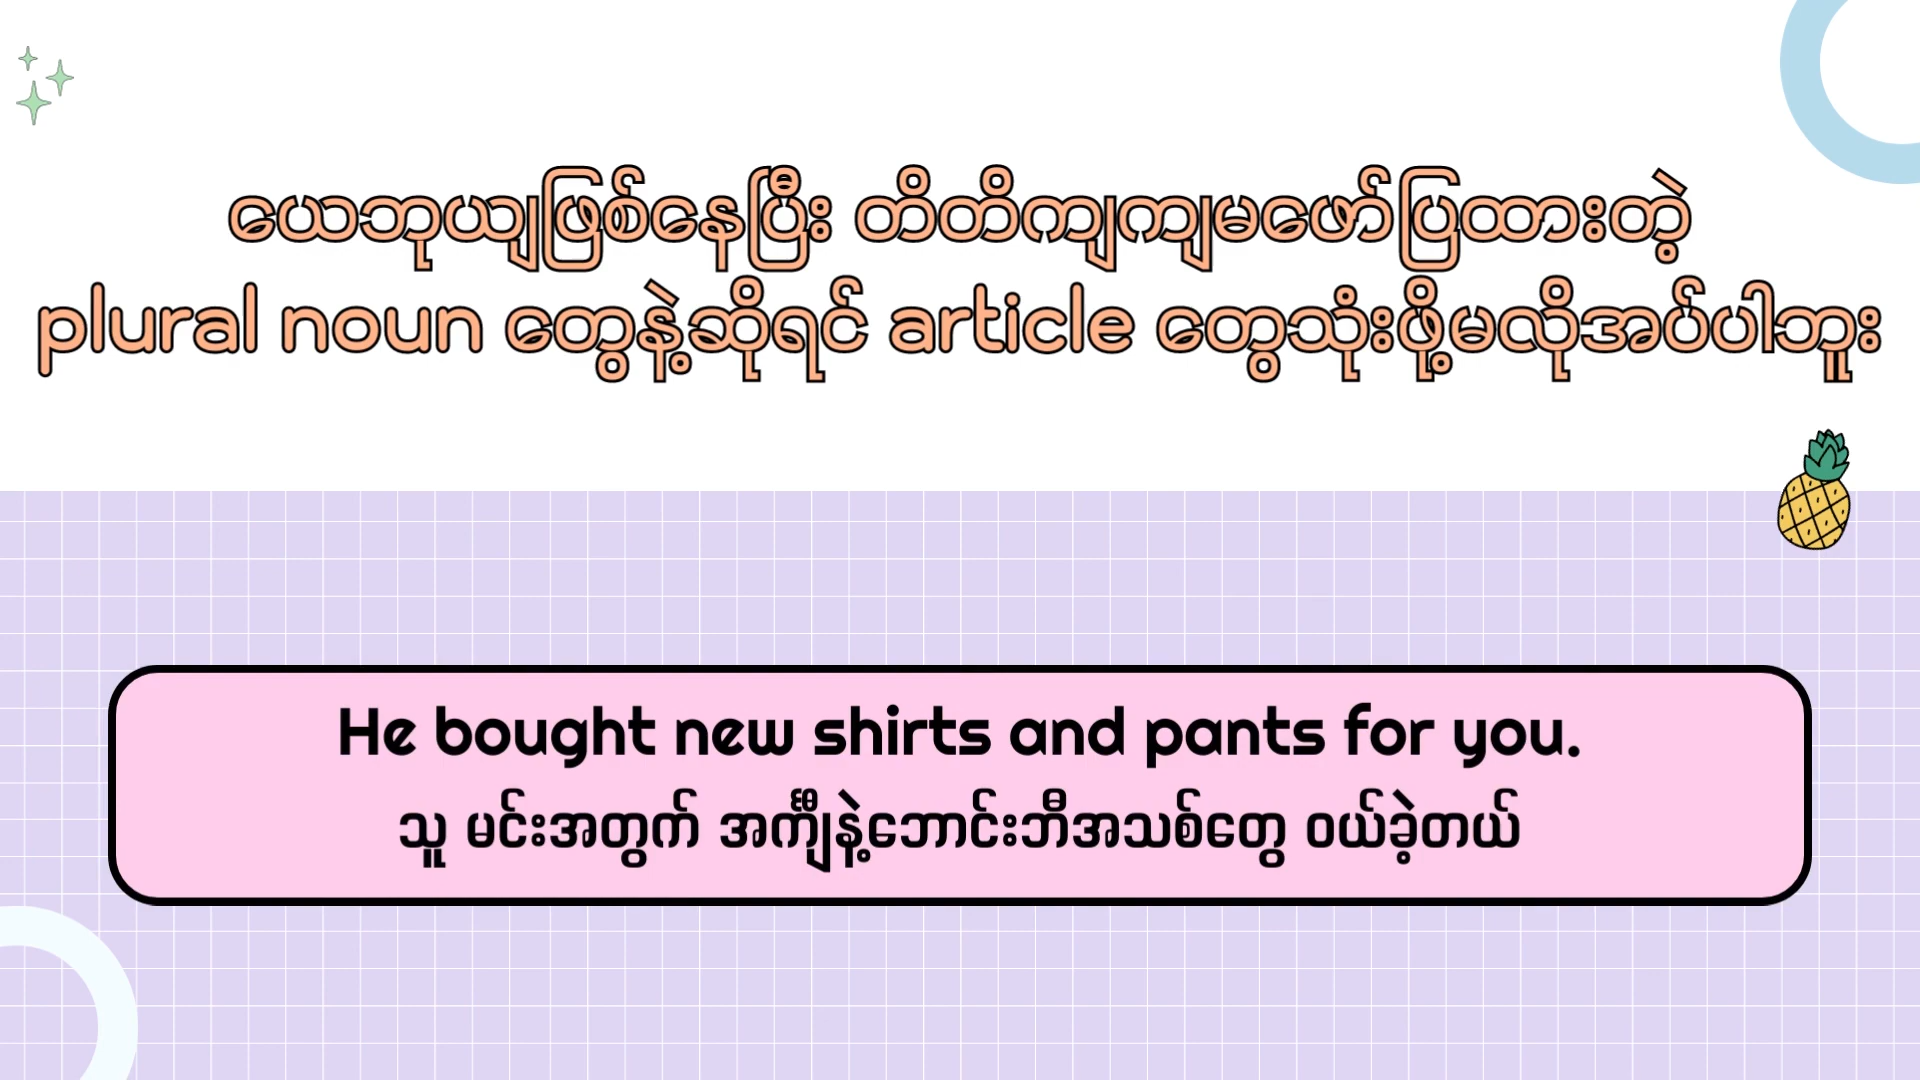 ယေဘုယျဖြစ်နေပြီး တိတိကျကျမဖော်ပြထားတဲ့
plural noun တွေနဲ့ဆိုရင် article တွေသုံးဖို့မလိုအပ်ပါဘူး
He bought new shirts and pants for you.
သူ မင်းအတွက် အင်္ကျီနဲ့ဘောင်းဘီအသစ်တွေ ဝယ်ခဲ့တယ်